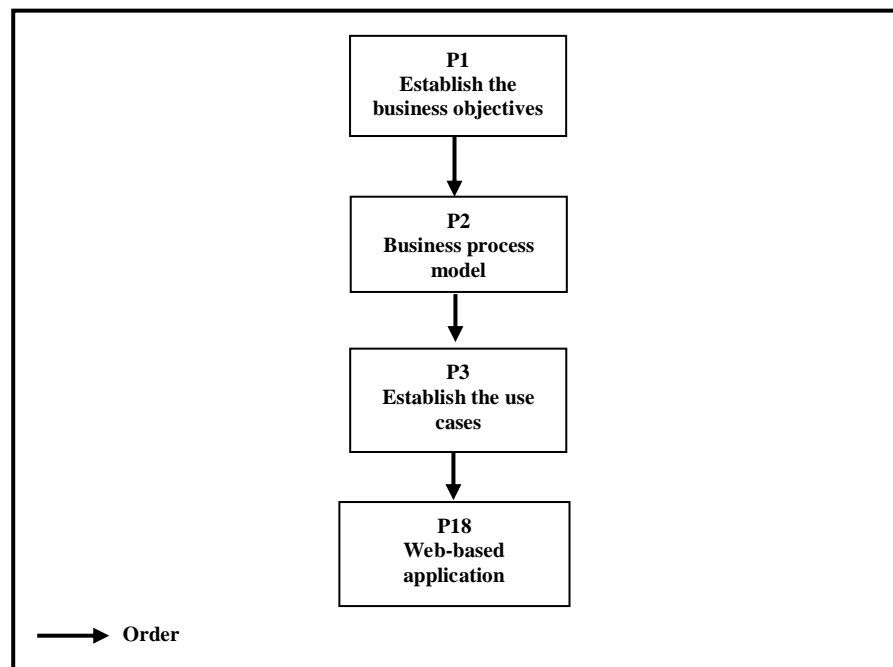 P1
Establish the
business objectives
P2
Business process
model
P3
Establish the use
cases
P18
Web-based
application
Order